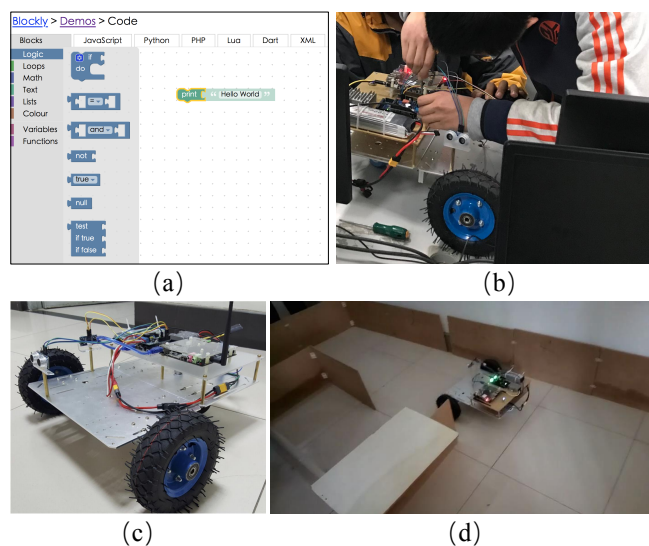 Blockly > Demos > Code
Blocks JavaScript Python PHP Lua Dart XML
Logic
Loops
Math
Text
Lists
Colour
Variables
Functions
if
do
=
and
not
true
null
test
if true
if false
print “ Hello World ”
(a)
(b)
(c)
(d)